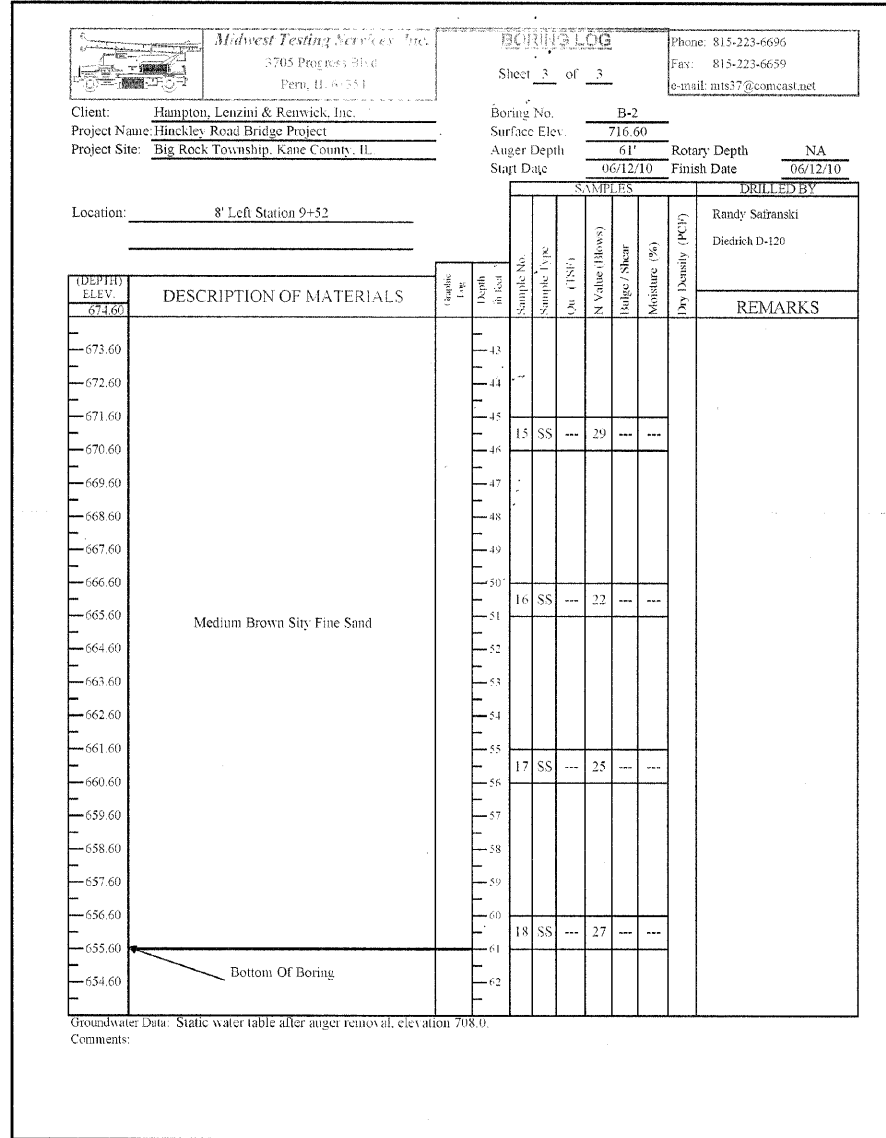 Midwest Testing Services Inc.
3705 Progress Blvd
Peru, IL 61354
BORING LOG
Sheet 3 of 3
Phone: 815-223-6696
Fax: 815-223-6659
e-mail: mts37@comcast.net
Client: Hampton, Lenzini & Renwick, Inc.
Project Name: Hinckley Road Bridge Project
Project Site: Big Rock Township, Kane County, IL
Boring No. B-2
Surface Elev. 716.60
Auger Depth 61' Rotary Depth NA
Start Date 06/12/10 Finish Date 06/12/10
Location: 8' Left Station 9+52
SAMPLES
DRILLED BY
Randy Safranski
Diedrich D-120
(DEPTH)
ELEV.
674.60
DESCRIPTION OF MATERIALS
Graphic Log
Depth in feet
Sample No.
Sample Type
Qu (TSF)
N Value (Blows)
Bulge / Shear
Moisture (%)
Dry Density (PCF)
REMARKS
673.60 43
672.60 44
671.60 45
15 SS --- 29 --- ---
670.60 46
669.60 47
668.60 48
667.60 49
666.60 50
16 SS --- 22 --- ---
665.60 51
Medium Brown Sity Fine Sand
664.60 52
663.60 53
662.60 54
661.60 55
17 SS --- 25 --- ---
660.60 56
659.60 57
658.60 58
657.60 59
656.60 60
18 SS --- 27 --- ---
655.60 61
Bottom Of Boring
654.60 62
Groundwater Data: Static water table after auger removal, elevation 708.0.
Comments: